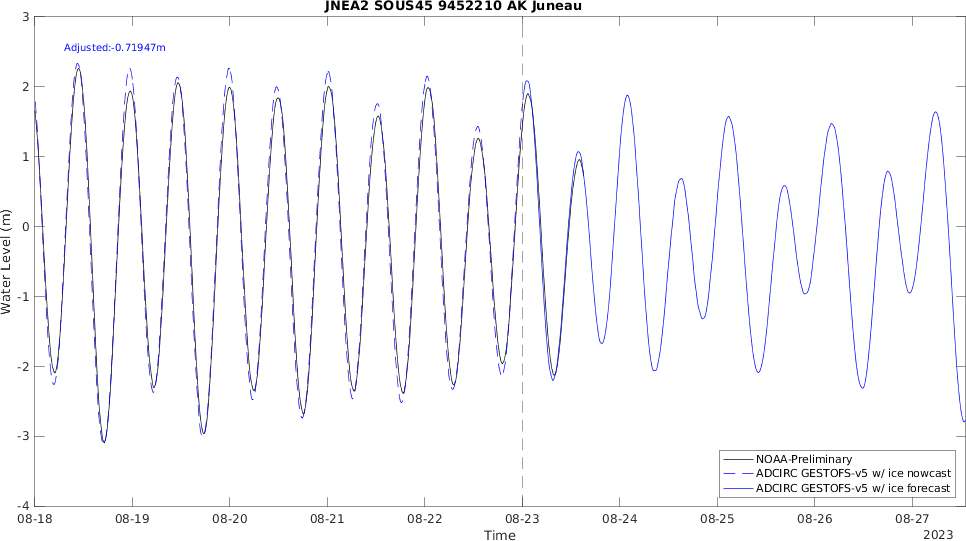 JNEA2 SOUS45 9452210 AK Juneau
Adjusted:-0.71947m
3
2
1
0
-1
-2
-3
-4
Water Level (m)
NOAA-Preliminary
ADCIRC GESTOFS-v5 w/ ice nowcast
ADCIRC GESTOFS-v5 w/ ice forecast
08-18 08-19 08-20 08-21 08-22 08-23 08-24 08-25 08-26 08-27
Time
2023